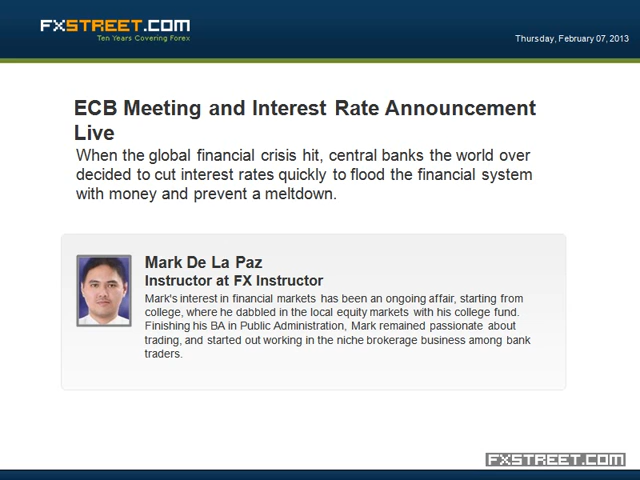 FXSTREET.COM
Ten Years Covering Forex
Thursday, February 07, 2013
ECB Meeting and Interest Rate Announcement
Live
When the global financial crisis hit, central banks the world over
decided to cut interest rates quickly to flood the financial system
with money and prevent a meltdown.
Mark De La Paz
Instructor at FX Instructor
Mark's interest in financial markets has been an ongoing affair, starting from
college, where he dabbled in the local equity markets with his college fund.
Finishing his BA in Public Administration, Mark remained passionate about
trading, and started out working in the niche brokerage business among bank
traders.
FXSTREET.COM